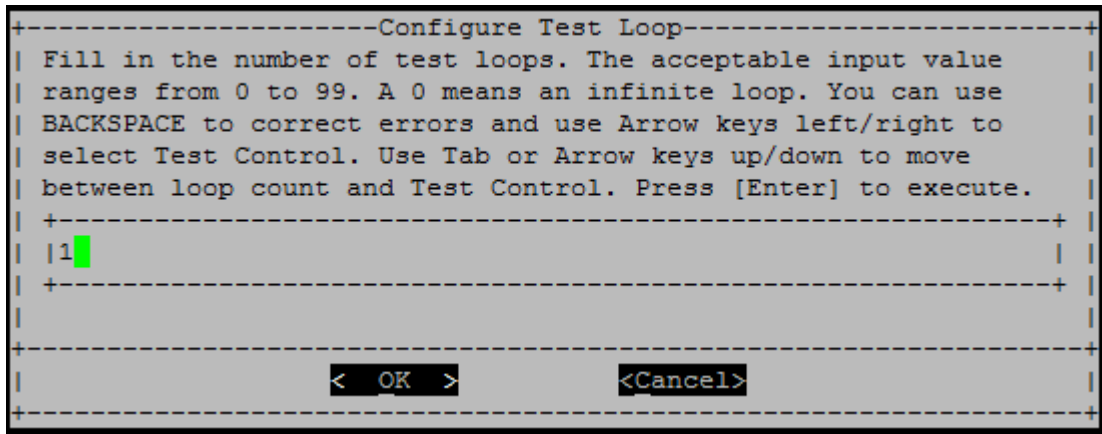 Configure Test Loop
Fill in the number of test loops. The acceptable input value
ranges from 0 to 99. A 0 means an infinite loop. You can use
BACKSPACE to correct errors and use Arrow keys left/right to
select Test Control. Use Tab or Arrow keys up/down to move
between loop count and Test Control. Press [Enter] to execute.
1
< OK > <Cancel>